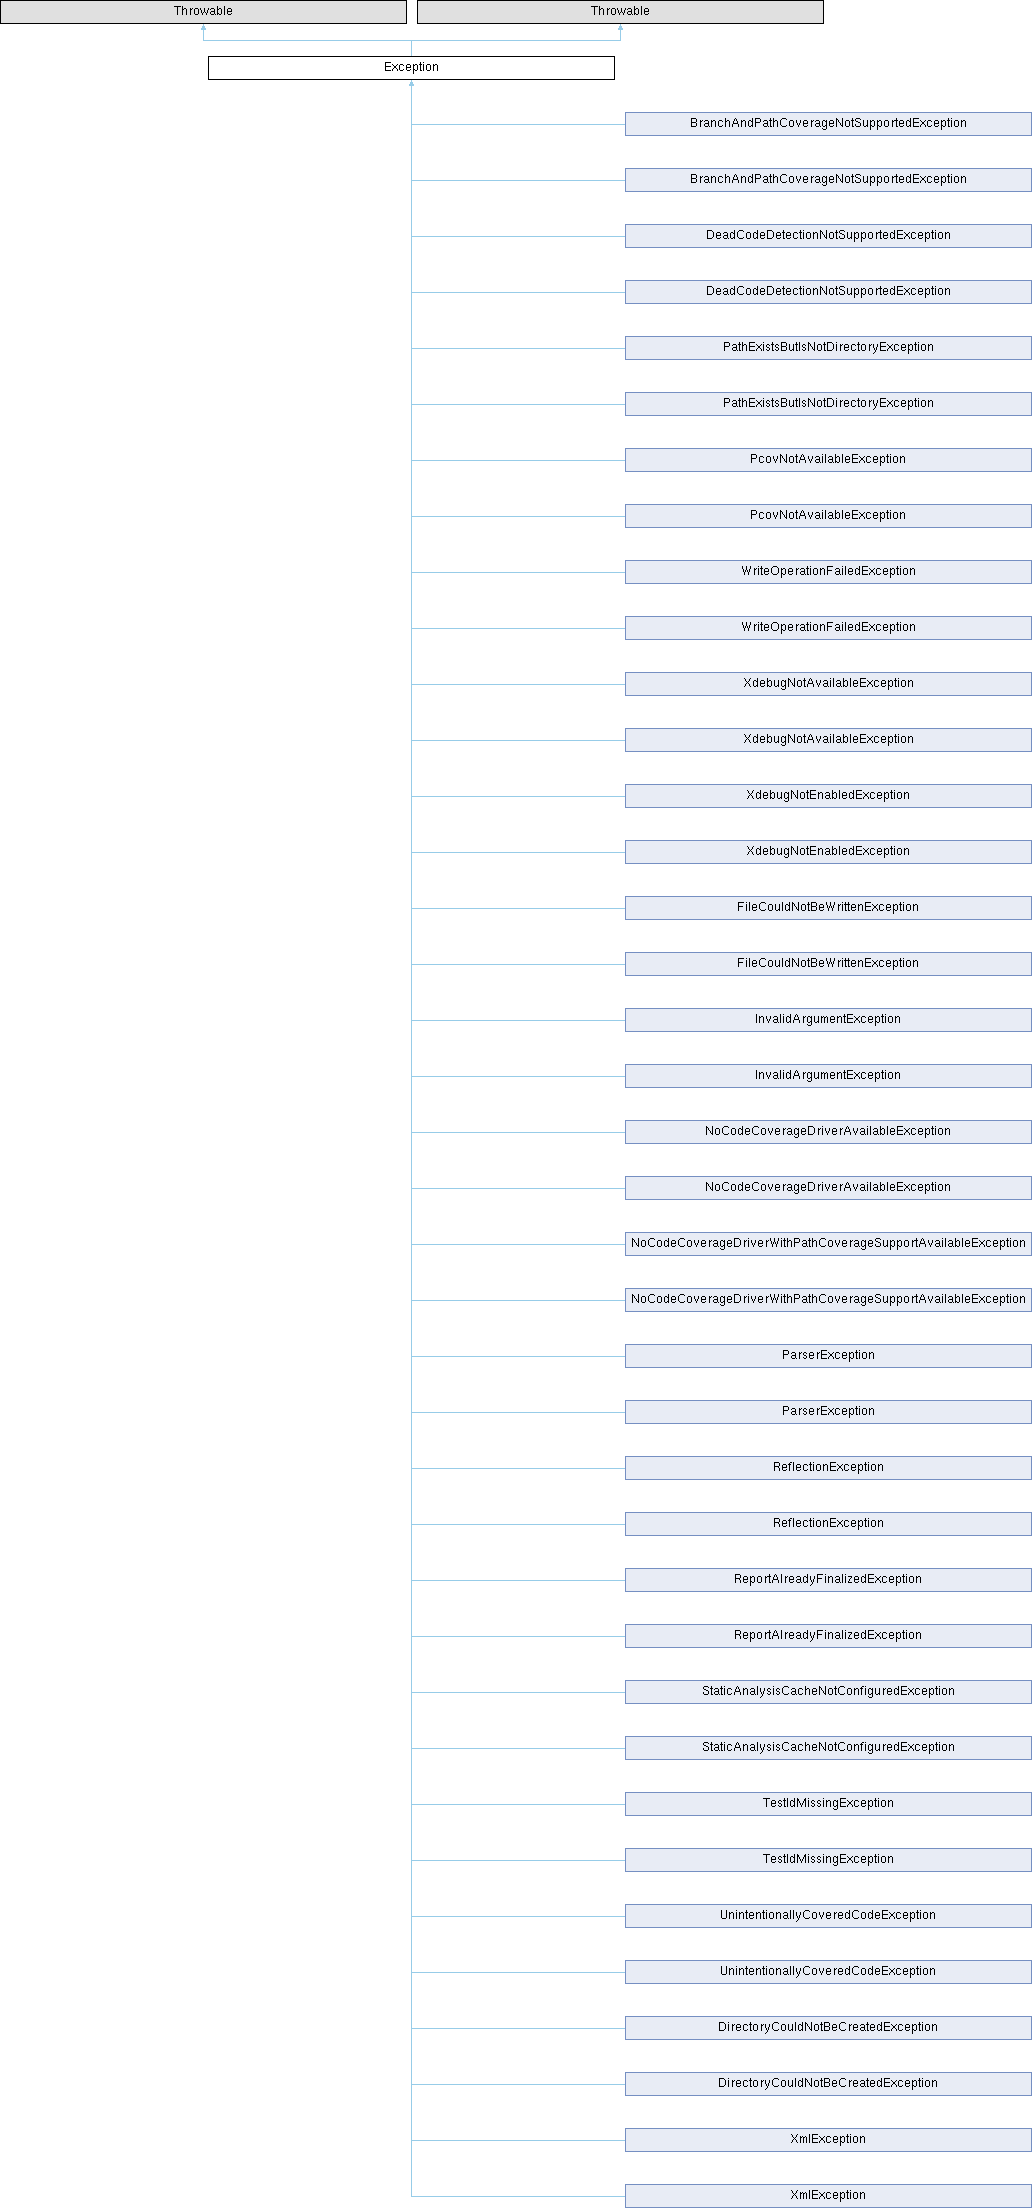 Throwable
Throwable
Exception
BranchAndPathCoverageNotSupportedException
BranchAndPathCoverageNotSupportedException
DeadCodeDetectionNotSupportedException
DeadCodeDetectionNotSupportedException
PathExistsButIsNotDirectoryException
PathExistsButIsNotDirectoryException
PcovNotAvailableException
PcovNotAvailableException
WriteOperationFailedException
WriteOperationFailedException
XdebugNotAvailableException
XdebugNotAvailableException
XdebugNotEnabledException
XdebugNotEnabledException
FileCouldNotBeWrittenException
FileCouldNotBeWrittenException
InvalidArgumentException
InvalidArgumentException
NoCodeCoverageDriverAvailableException
NoCodeCoverageDriverAvailableException
NoCodeCoverageDriverWithPathCoverageSupportAvailableException
NoCodeCoverageDriverWithPathCoverageSupportAvailableException
ParserException
ParserException
ReflectionException
ReflectionException
ReportAlreadyFinalizedException
ReportAlreadyFinalizedException
StaticAnalysisCacheNotConfiguredException
StaticAnalysisCacheNotConfiguredException
TestIdMissingException
TestIdMissingException
UnintentionallyCoveredCodeException
UnintentionallyCoveredCodeException
DirectoryCouldNotBeCreatedException
DirectoryCouldNotBeCreatedException
XmlException
XmlException